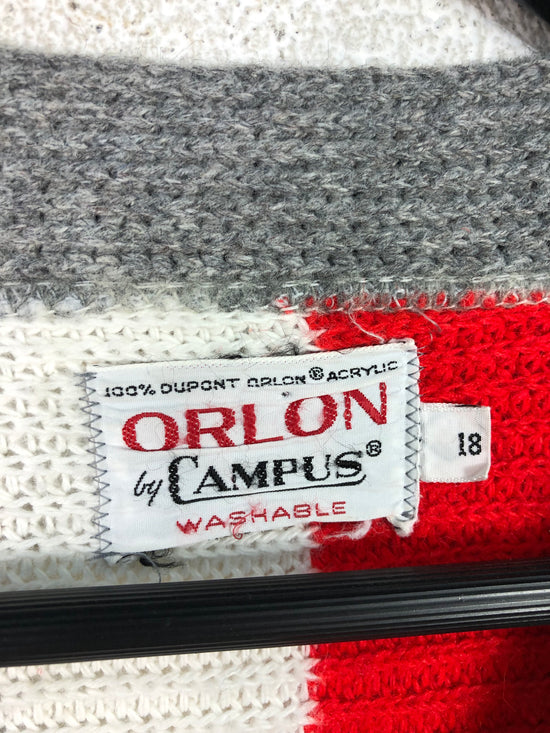 100% DUPONT ORLON® ACRYLIC
ORLON
by CAMPUS®
WASHABLE
18